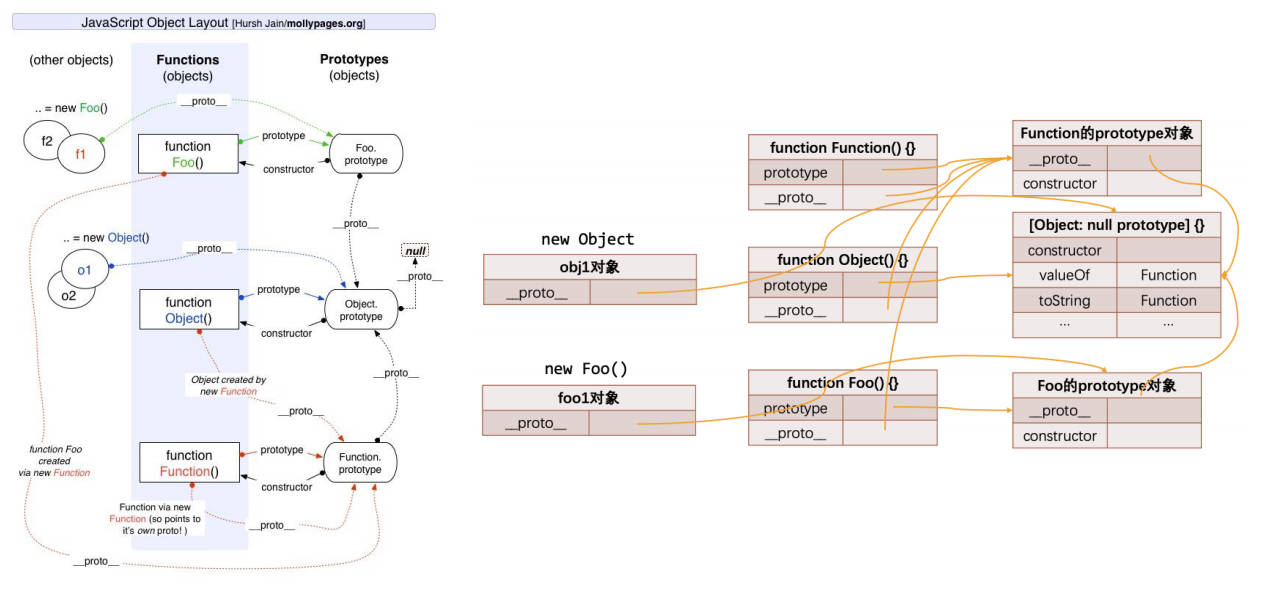 JavaScript Object Layout [Hursh Jain/mollypages.org]
(other objects)
Functions
(objects)
Prototypes
(objects)
.. = new Foo()
__proto__
f2
f1
function
Foo()
prototype
constructor
Foo.
prototype
__proto__
.. = new Object()
__proto__
null
__proto__
o1
o2
function
Object()
prototype
constructor
Object.
prototype
Object created by
new Function
__proto__
__proto__
function Foo
created
via new Function
function
Function()
prototype
constructor
Function.
prototype
Function via new
Function (so points to
it's own proto! )
__proto__
__proto__
new Object
obj1对象
__proto__
new Foo()
foo1对象
__proto__
function Function() {}
prototype
__proto__
function Object() {}
prototype
__proto__
function Foo() {}
prototype
__proto__
Function的prototype对象
__proto__
constructor
[Object: null prototype] {}
constructor
valueOf Function
toString Function
... ...
Foo的prototype对象
__proto__
constructor